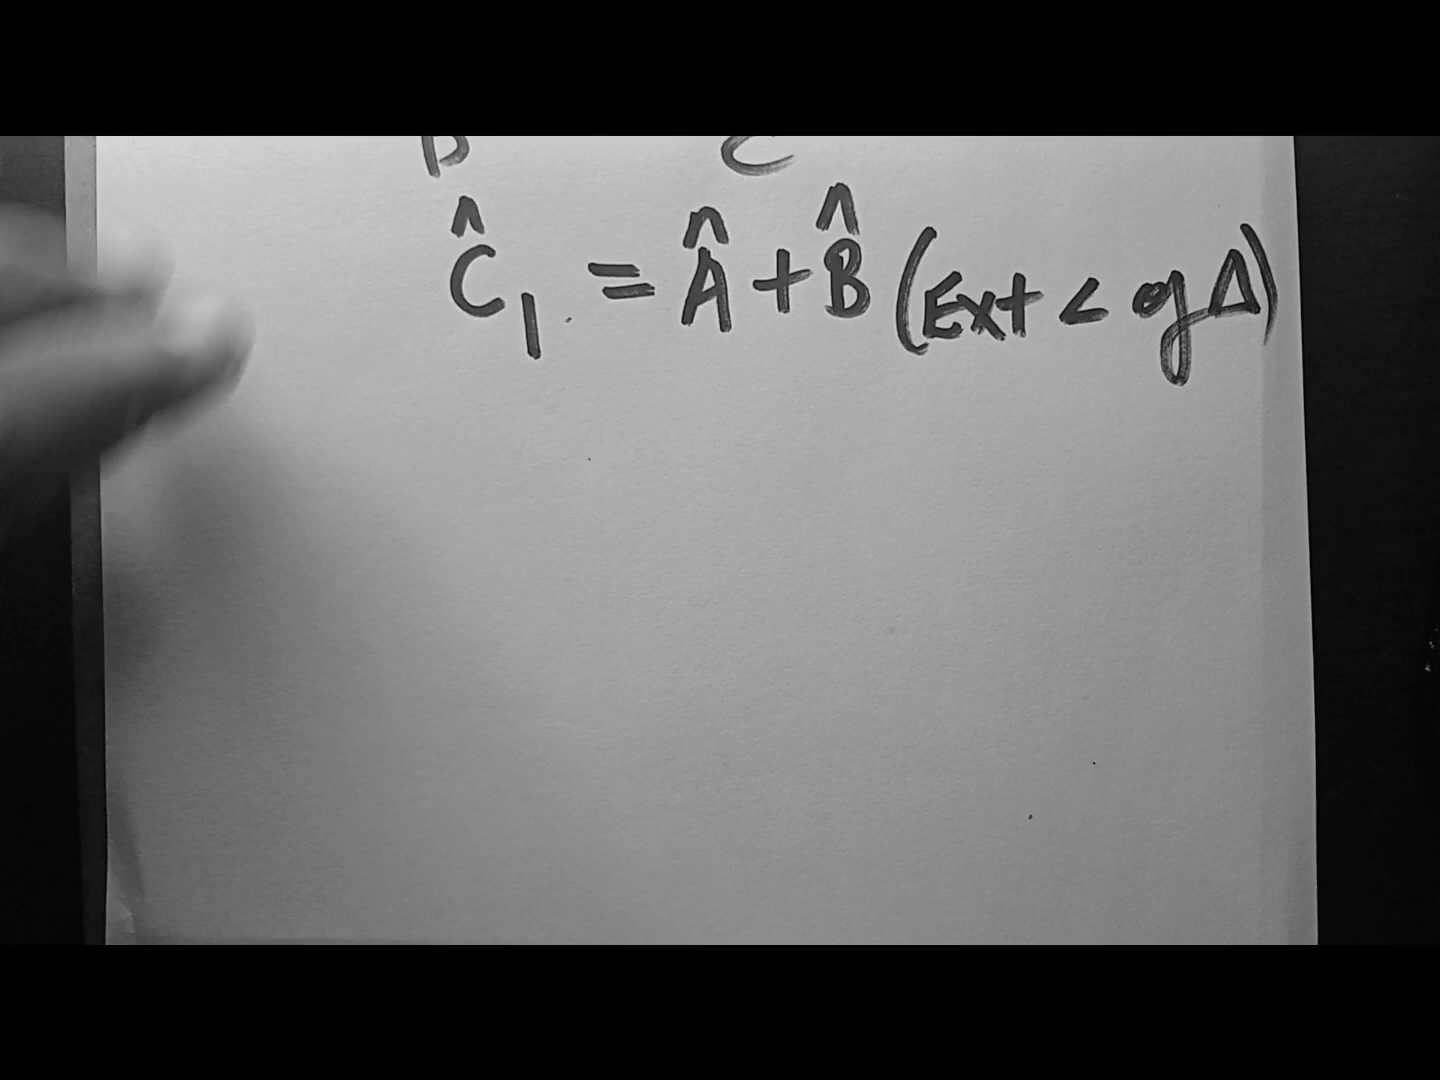 B C
Ĉ₁ = Â + B̂ (Ext < of Δ)